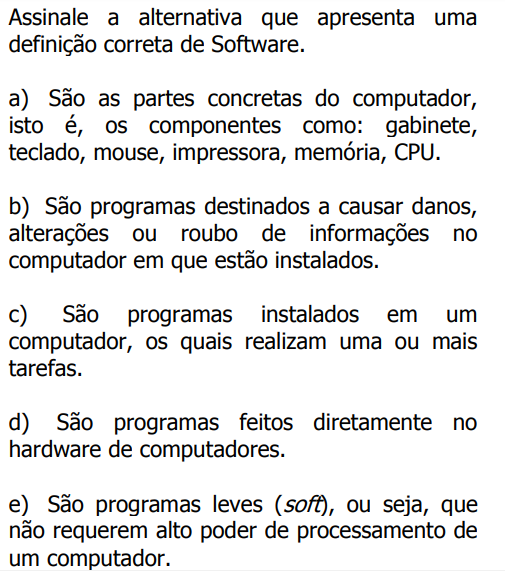 Assinale a alternativa que apresenta uma
definição correta de Software.
a) São as partes concretas do computador,
isto é, os componentes como: gabinete,
teclado, mouse, impressora, memória, CPU.
b) São programas destinados a causar danos,
alterações ou roubo de informações no
computador em que estão instalados.
c) São programas instalados em um
computador, os quais realizam uma ou mais
tarefas.
d) São programas feitos diretamente no
hardware de computadores.
e) São programas leves (soft), ou seja, que
não requerem alto poder de processamento de
um computador.